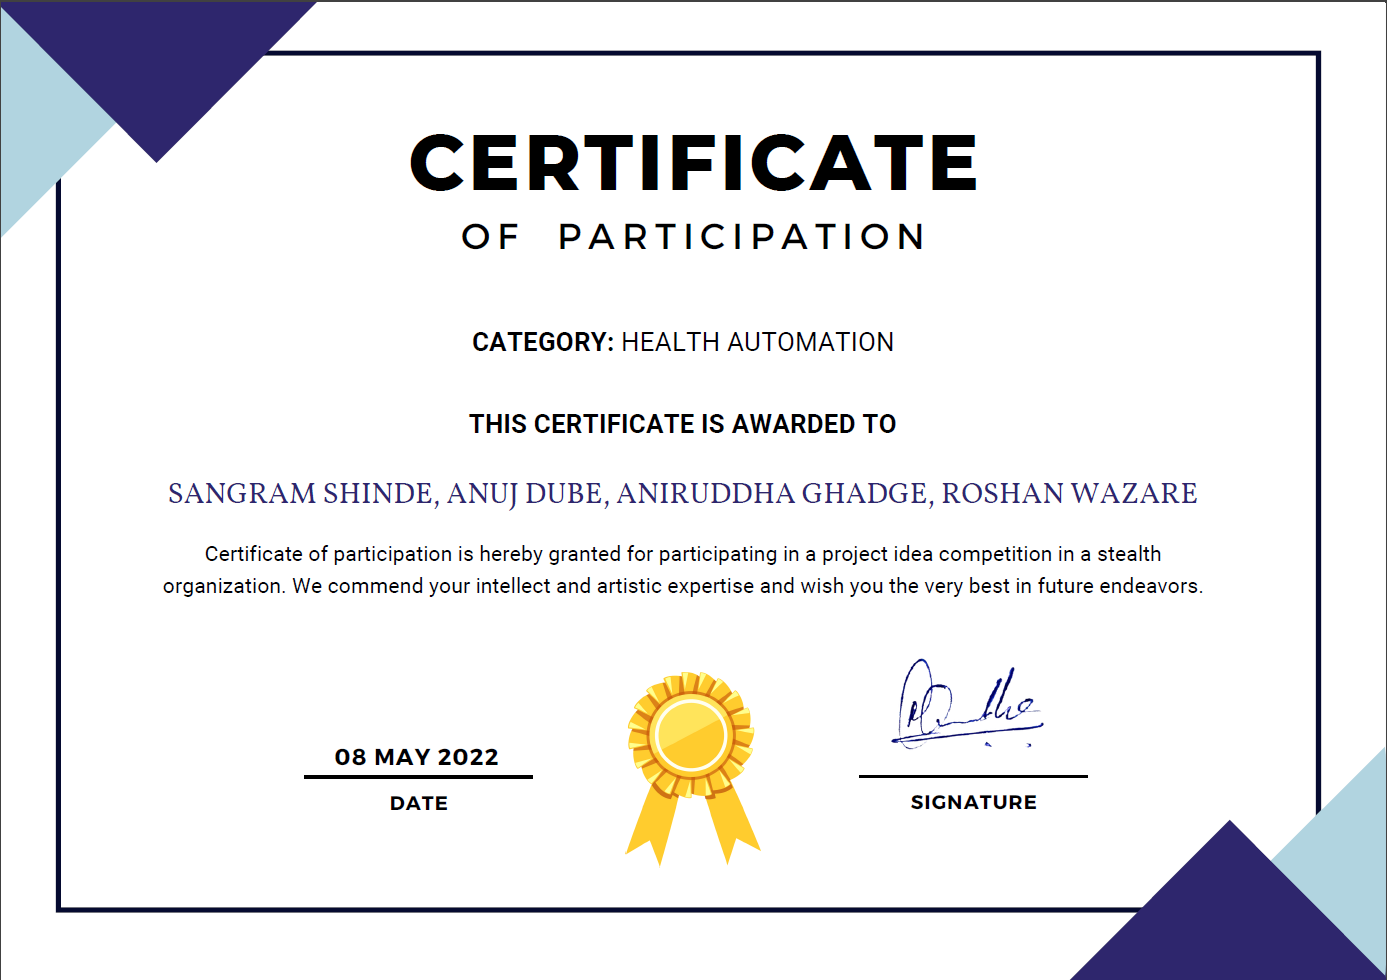 CERTIFICATE
OF PARTICIPATION
CATEGORY: HEALTH AUTOMATION
THIS CERTIFICATE IS AWARDED TO
SANGRAM SHINDE, ANUJ DUBE, ANIRUDDHA GHADGE, ROSHAN WAZARE
Certificate of participation is hereby granted for participating in a project idea competition in a stealth
organization. We commend your intellect and artistic expertise and wish you the very best in future endeavors.
08 MAY 2022
DATE
SIGNATURE